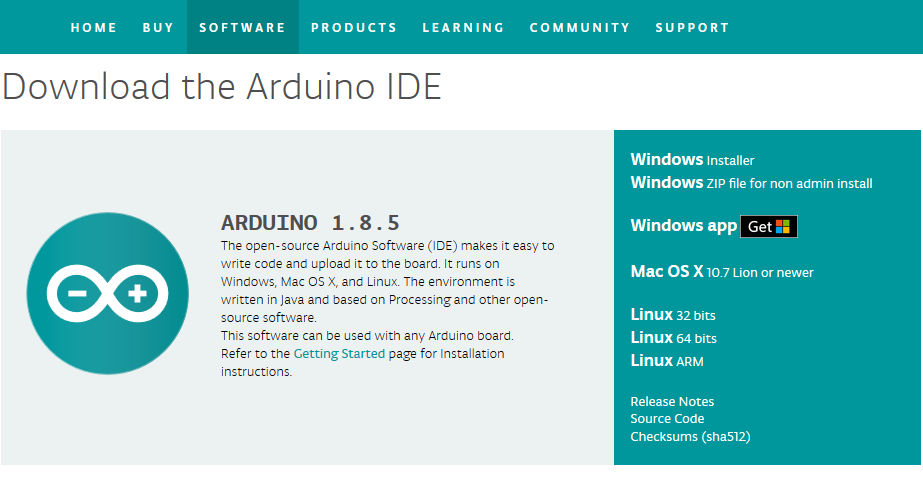 HOME BUY SOFTWARE PRODUCTS LEARNING COMMUNITY SUPPORT
Download the Arduino IDE
ARDUINO 1.8.5
The open-source Arduino Software (IDE) makes it easy to
write code and upload it to the board. It runs on
Windows, Mac OS X, and Linux. The environment is
written in Java and based on Processing and other open-
source software.
This software can be used with any Arduino board.
Refer to the Getting Started page for Installation
instructions.
Windows Installer
Windows ZIP file for non admin install
Windows app Get
Mac OS X 10.7 Lion or newer
Linux 32 bits
Linux 64 bits
Linux ARM
Release Notes
Source Code
Checksums (sha512)